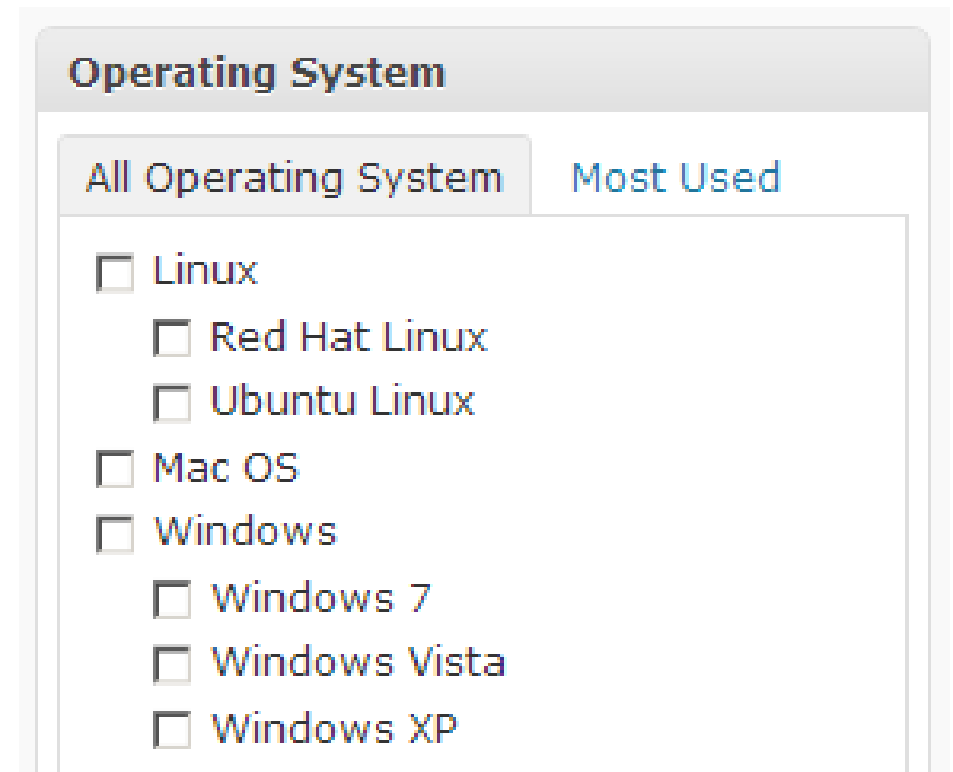 Operating System
All Operating System Most Used
Linux
Red Hat Linux
Ubuntu Linux
Mac OS
Windows
Windows 7
Windows Vista
Windows XP